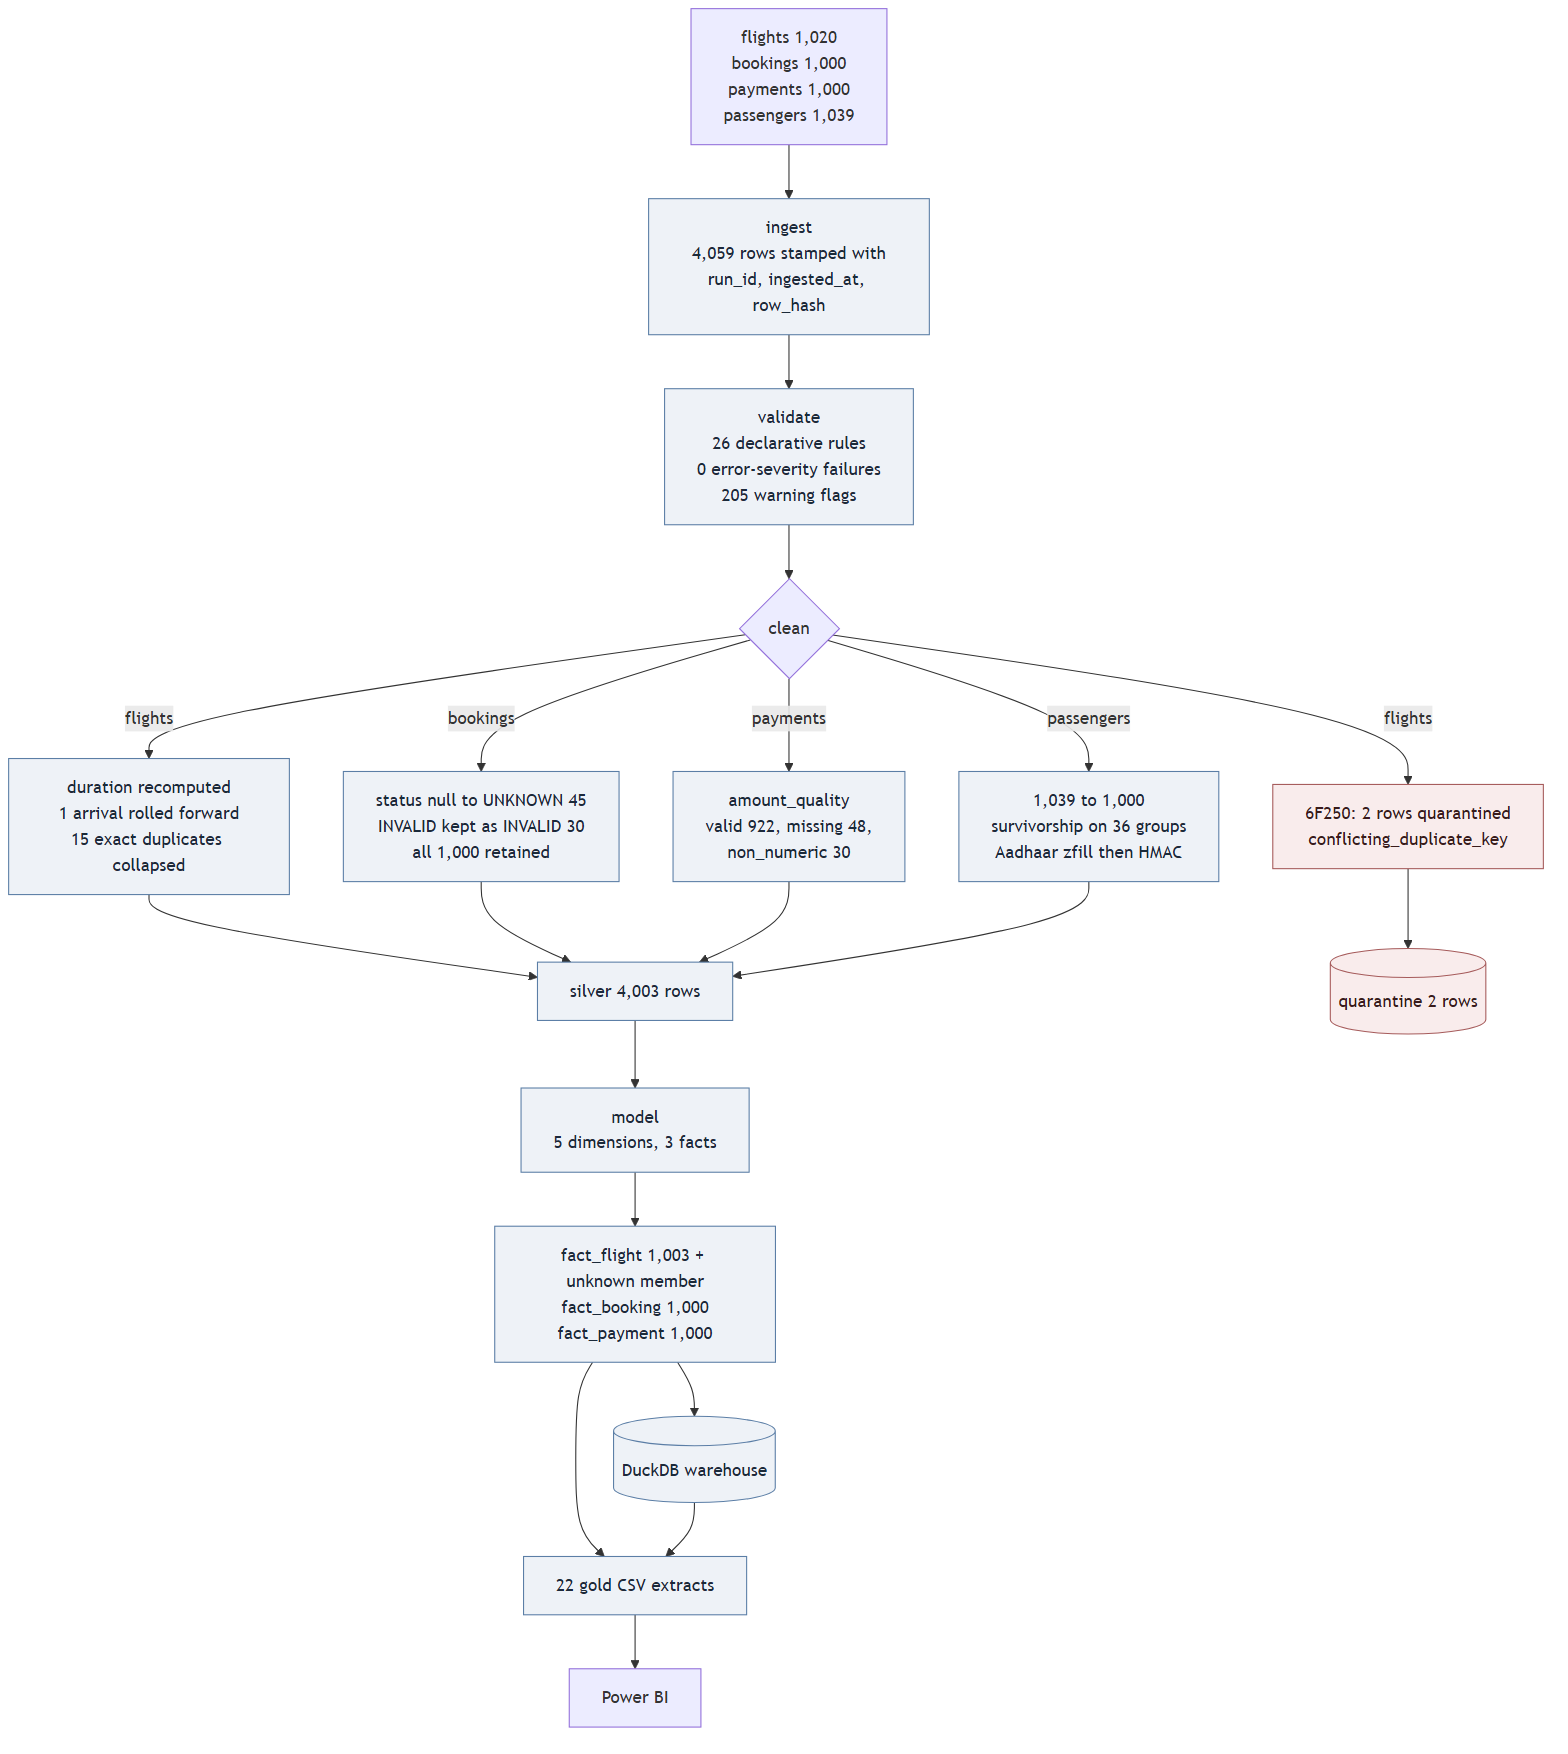 flights 1,020
bookings 1,000
payments 1,000
passengers 1,039
ingest
4,059 rows stamped with
run_id, ingested_at,
row_hash
validate
26 declarative rules
0 error-severity failures
205 warning flags
clean
flights
bookings
payments
passengers
flights
duration recomputed
1 arrival rolled forward
15 exact duplicates
collapsed
status null to UNKNOWN 45
INVALID kept as INVALID 30
all 1,000 retained
amount_quality
valid 922, missing 48,
non_numeric 30
1,039 to 1,000
survivorship on 36 groups
Aadhaar zfill then HMAC
6F250: 2 rows quarantined
conflicting_duplicate_key
silver 4,003 rows
quarantine 2 rows
model
5 dimensions, 3 facts
fact_flight 1,003 +
unknown member
fact_booking 1,000
fact_payment 1,000
DuckDB warehouse
22 gold CSV extracts
Power BI